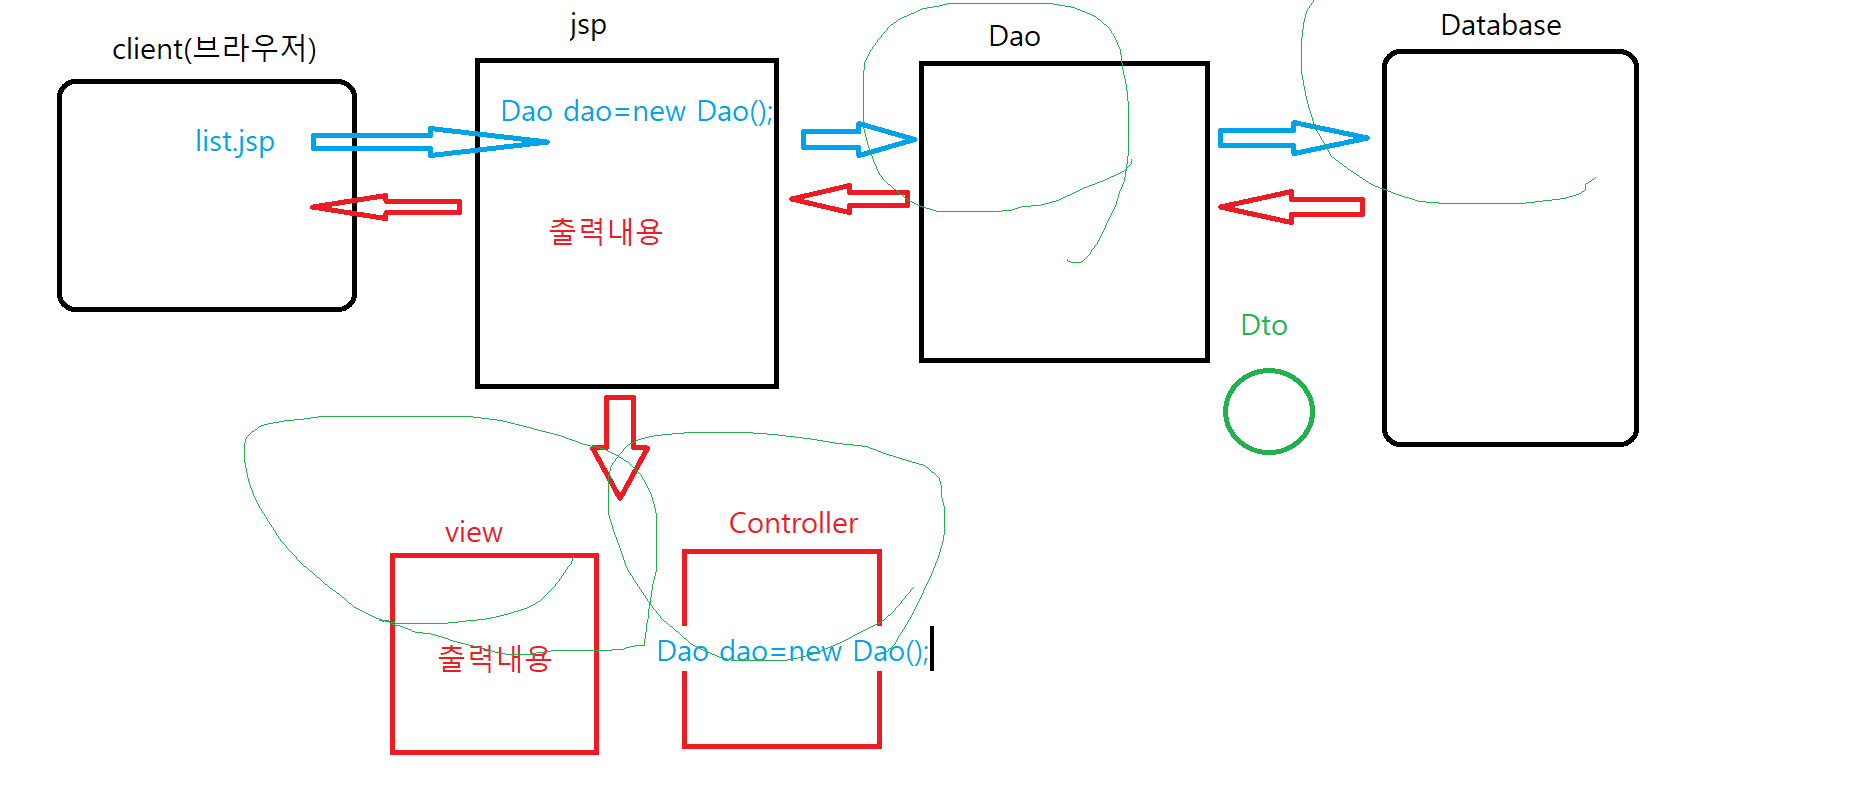 client(브라우저)
jsp
Dao
Database
list.jsp
Dao dao=new Dao();
출력내용
Dto
view
Controller
출력내용
Dao dao=new Dao();